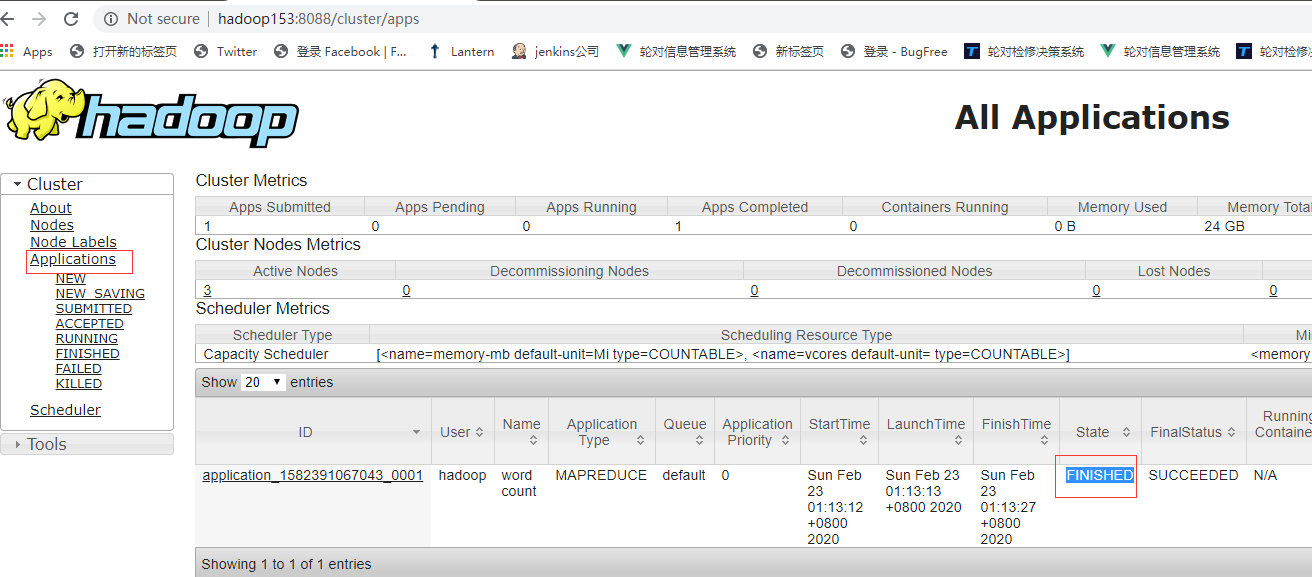 Not secure | hadoop153:8088/cluster/apps
Apps 打开新的标签页 Twitter 登录 Facebook | F... Lantern jenkins公司 轮对信息管理系统 新标签页 登录 - BugFree 轮对检修决策系统 轮对信息管理系统 轮对检修
hadoop
All Applications
Cluster
About
Nodes
Node Labels
Applications
NEW
NEW_SAVING
SUBMITTED
ACCEPTED
RUNNING
FINISHED
FAILED
KILLED
Scheduler
Tools
Cluster Metrics
Apps Submitted Apps Pending Apps Running Apps Completed Containers Running Memory Used Memory Total
1 0 0 1 0 0 B 24 GB
Cluster Nodes Metrics
Active Nodes Decommissioning Nodes Decommissioned Nodes Lost Nodes
3 0 0 0 0
Scheduler Metrics
Scheduler Type Scheduling Resource Type Mi
Capacity Scheduler [<name=memory-mb default-unit=Mi type=COUNTABLE>, <name=vcores default-unit= type=COUNTABLE>] <memory
Show 20 entries
ID User Name Application Type Queue Application Priority StartTime LaunchTime FinishTime State FinalStatus Running Containe
application_1582391067043_0001 hadoop word count MAPREDUCE default 0 Sun Feb 23 01:13:12 +0800 2020 Sun Feb 23 01:13:13 +0800 2020 Sun Feb 23 01:13:27 +0800 2020 FINISHED SUCCEEDED N/A
Showing 1 to 1 of 1 entries